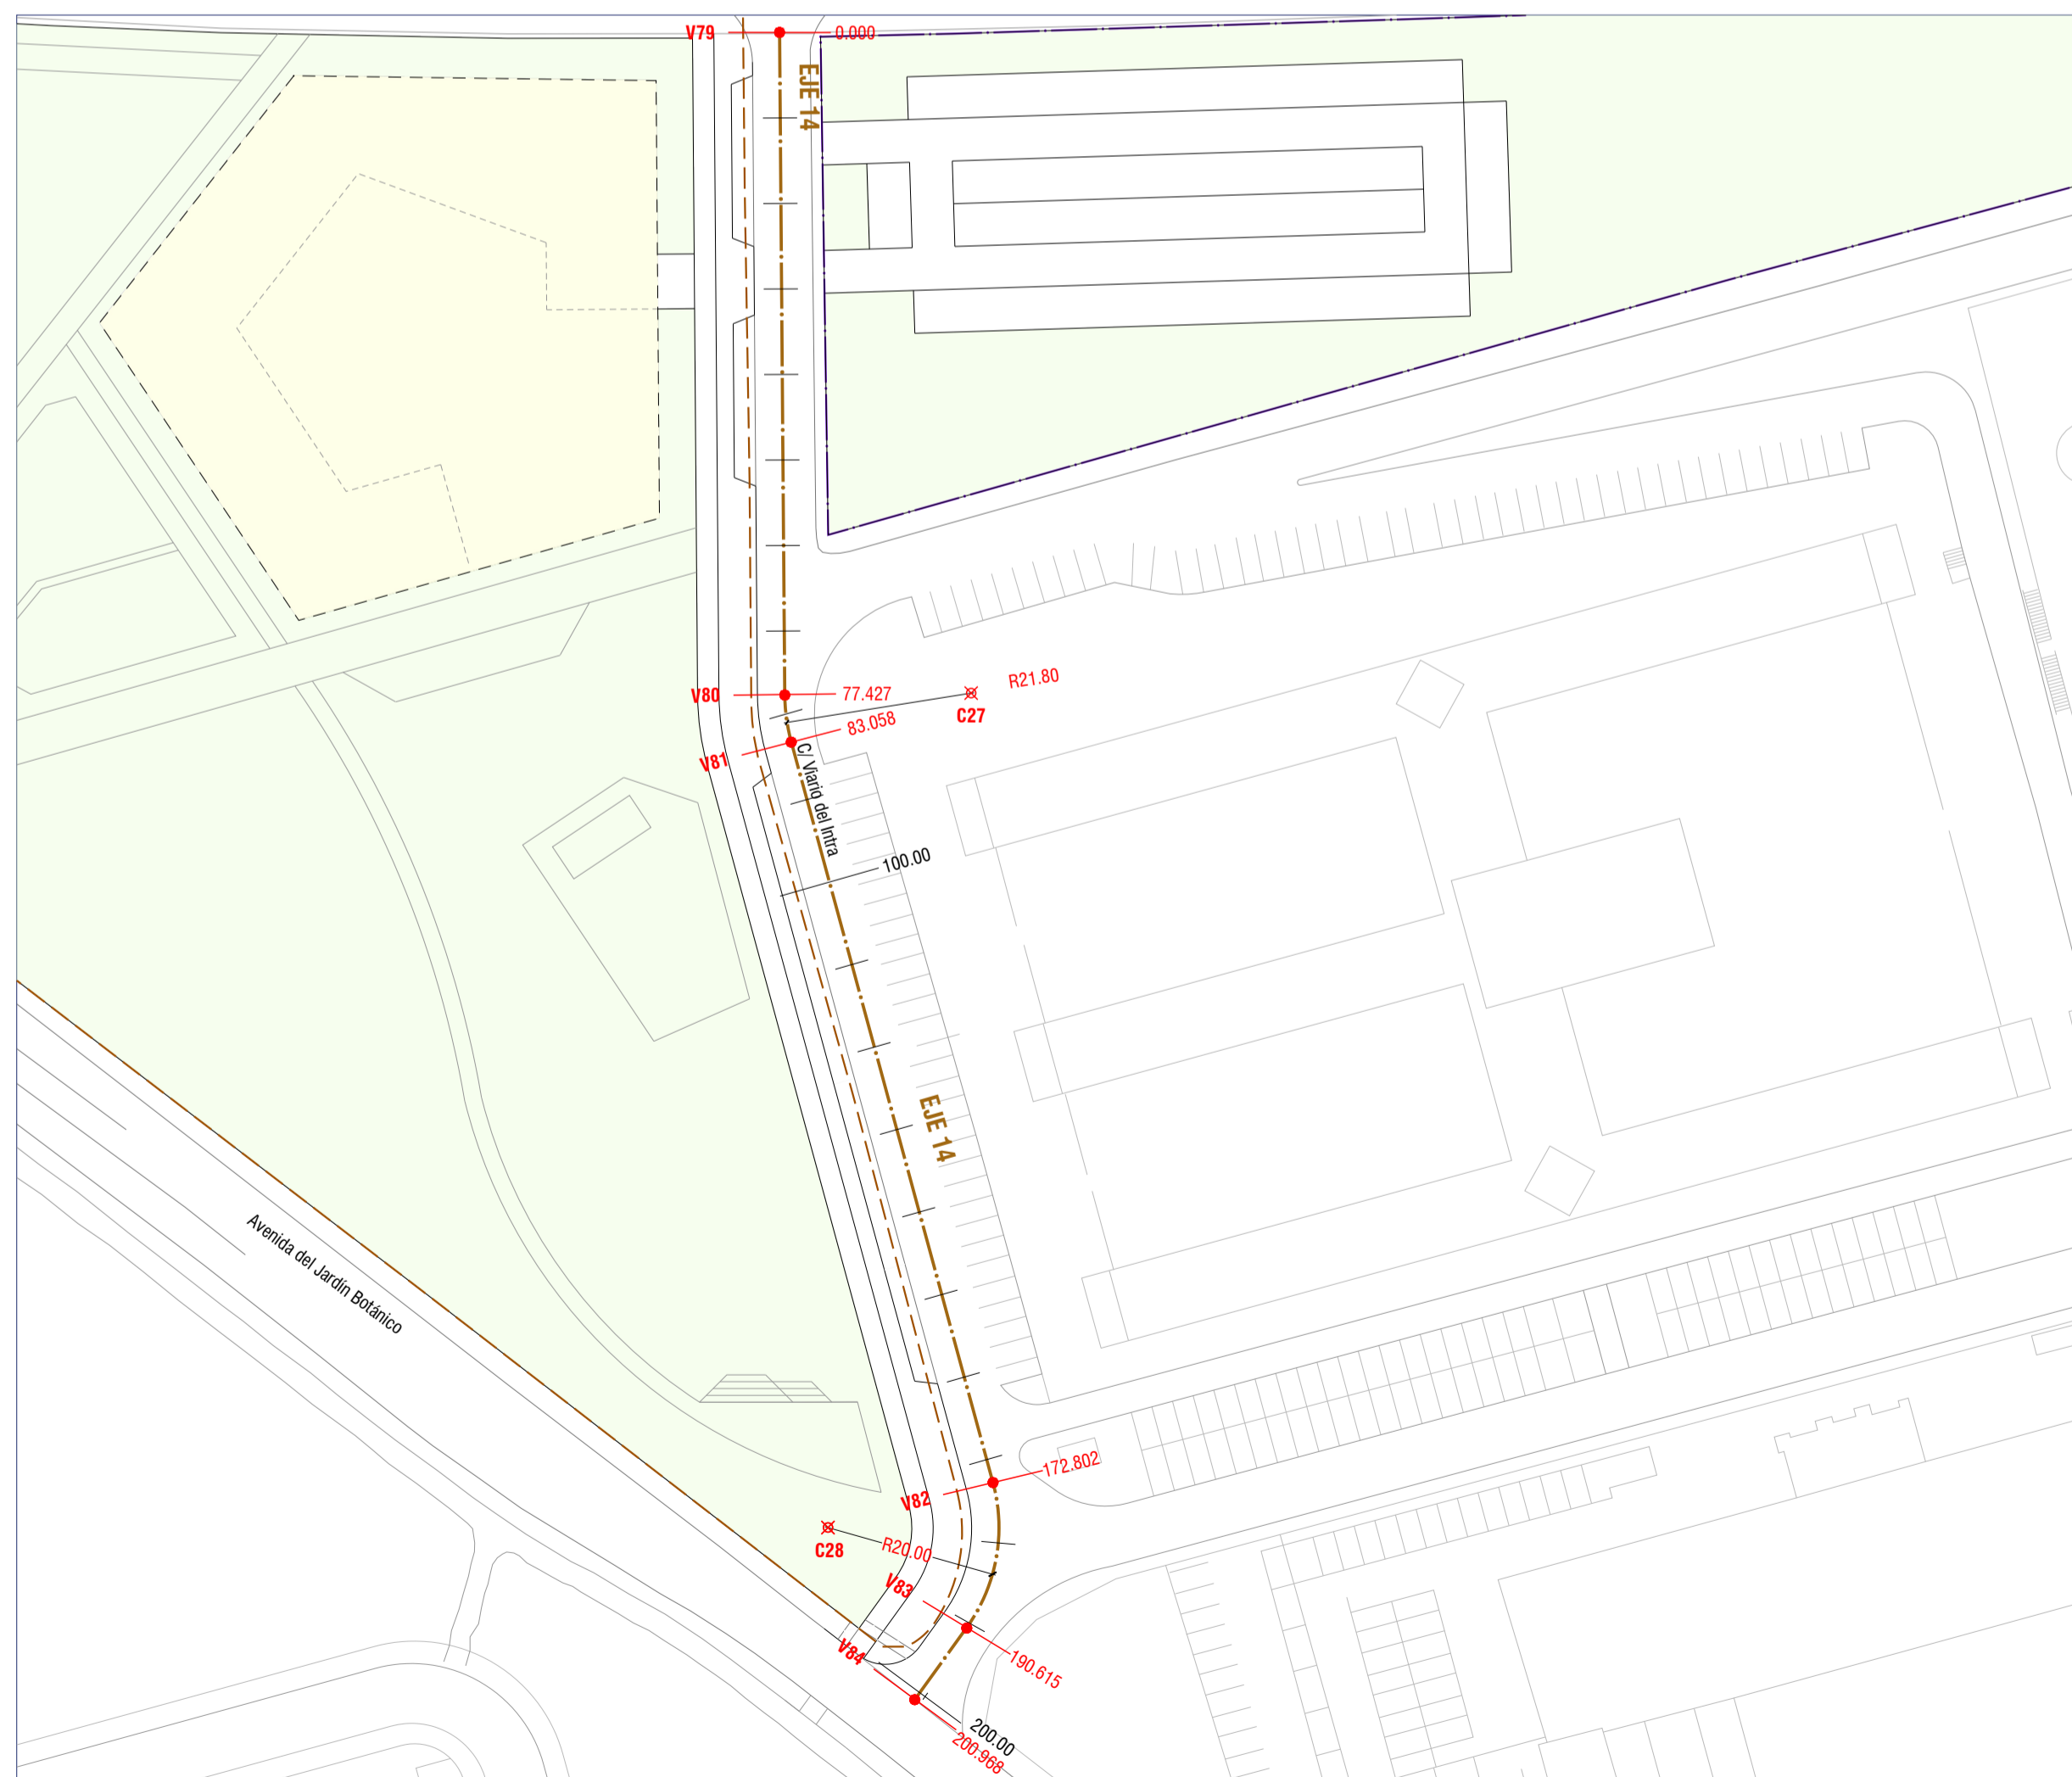 V79
0.000
EJE 14
V80
77.427
R21.80
C27
83.058
V81
C/ Viario del Intra
100.00
EJE 14
Avenida del Jardín Botánico
172.802
V82
C28
R20.00
V83
V84
190.615
200.00
200.968